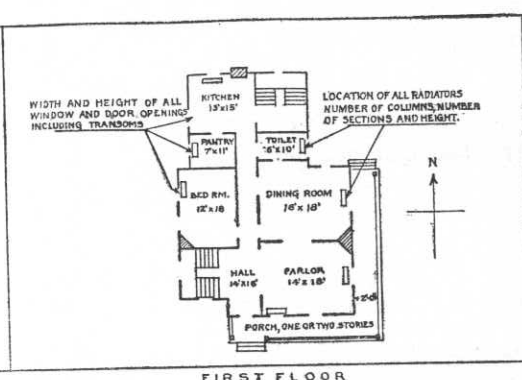 WIDTH AND HEIGHT OF ALL
WINDOW AND DOOR OPENINGS
INCLUDING TRANSOMS
KITCHEN
13'X15'
LOCATION OF ALL RADIATORS
NUMBER OF COLUMNS, NUMBER
OF SECTIONS AND HEIGHT.
PANTRY
7'X11'
TOILET
6'X10'
N
BED RM.
12'X18
DINING ROOM
16'X18'
HALL
14'X16'
PARLOR
14'X18'
PORCH, ONE OR TWO STORIES
FIRST FLOOR